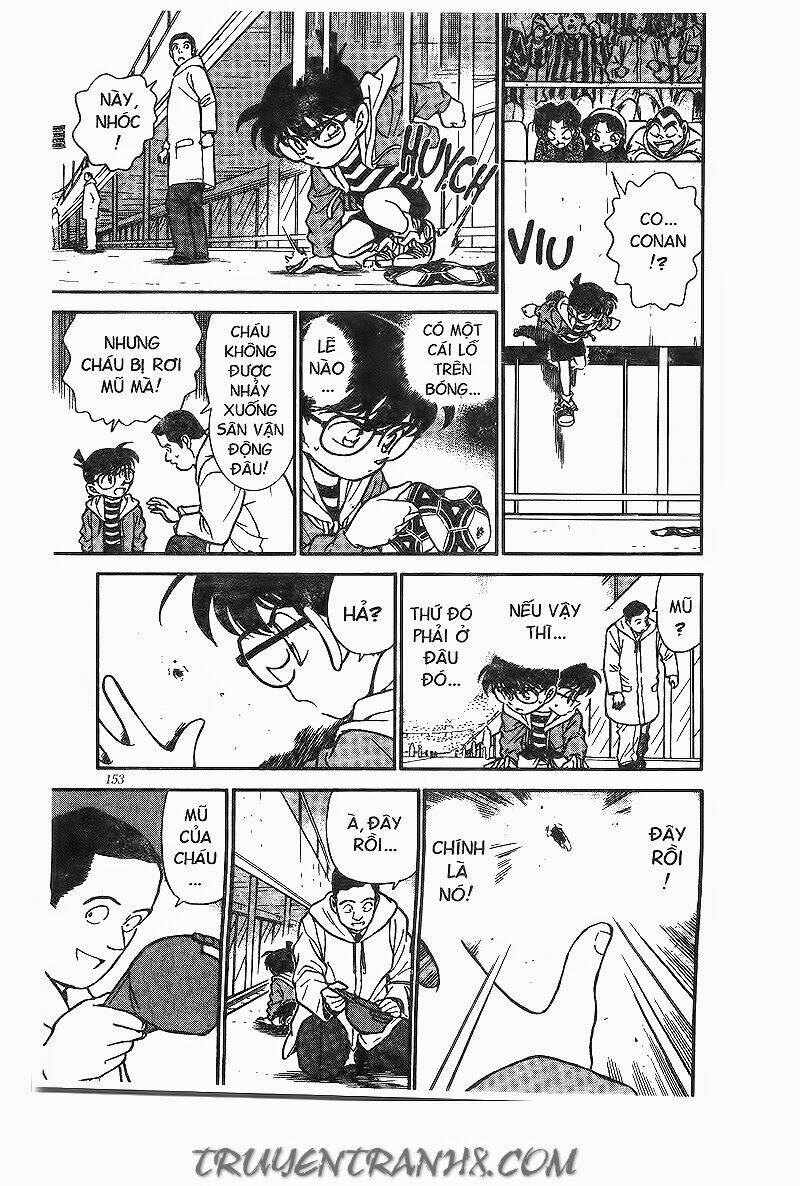 CO...
CONAN
!?
VIU
NÀY,
NHÓC
!
HUỴCH
CÓ MỘT
CÁI LỖ
TRÊN
BÓNG...
LẼ
NÀO
...
CHÁU
KHÔNG
ĐƯỢC
NHẢY
XUỐNG
SÂN VẬN
ĐỘNG
ĐÂU!
NHƯNG
CHÁU BỊ RƠI
MŨ MÀ!
MŨ
?
NẾU VẬY
THÌ...
THỨ ĐÓ
PHẢI Ở
ĐÂU
ĐÓ...
HẢ?
153
ĐÂY
RỒI
!
CHÍNH
LÀ
NÓ!
À, ĐÂY
RỒI...
MŨ
CỦA
CHÁU
...
TRUYENTRANH8.COM